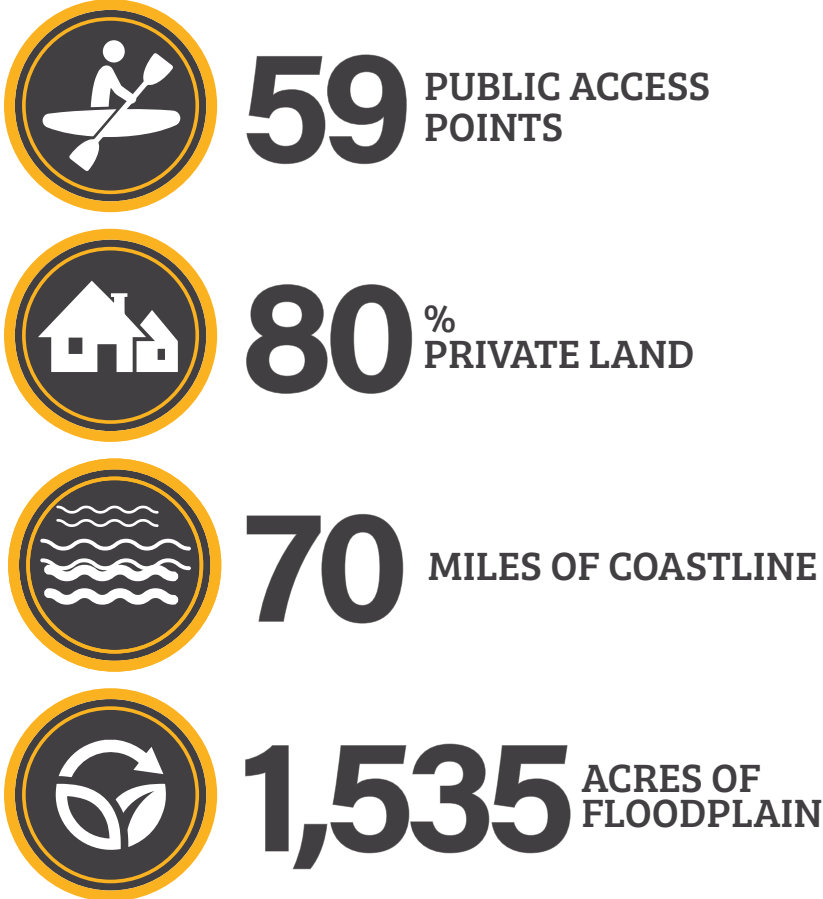 59 PUBLIC ACCESS
POINTS
80 %
PRIVATE LAND
70 MILES OF COASTLINE
1,535 ACRES OF
FLOODPLAIN